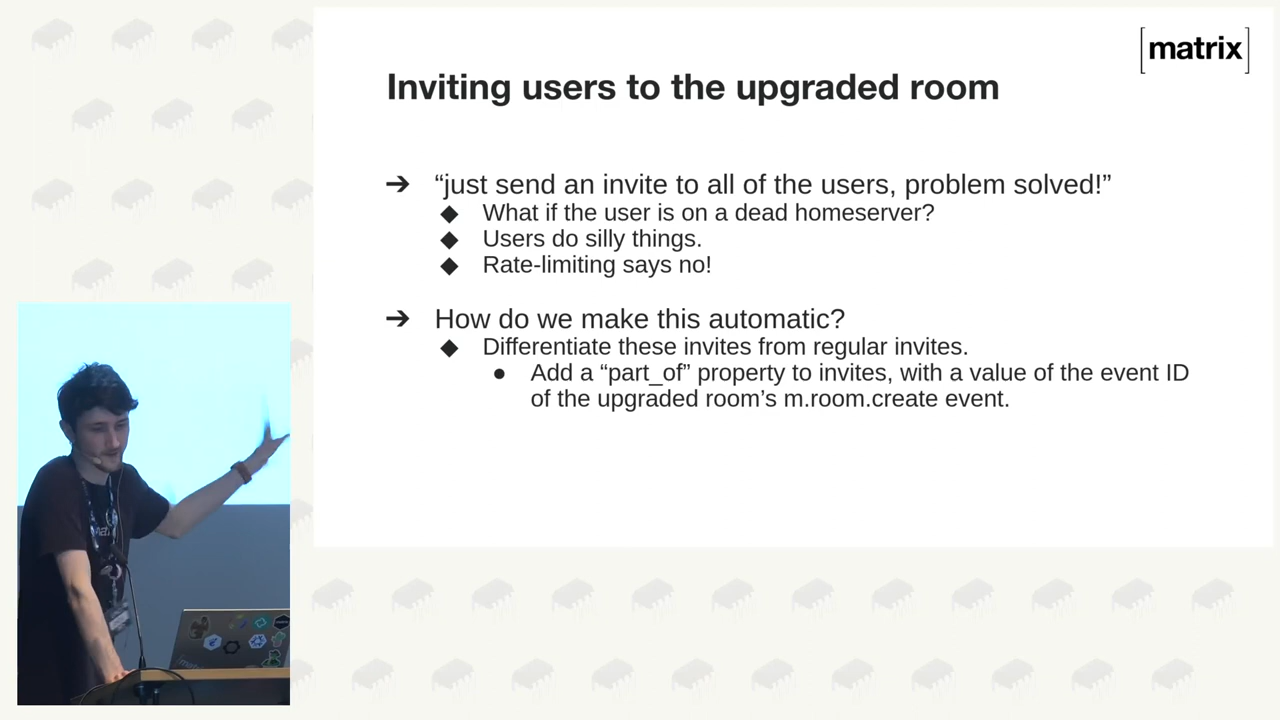 [matrix]
Inviting users to the upgraded room
➔ “just send an invite to all of the users, problem solved!”
◆ What if the user is on a dead homeserver?
◆ Users do silly things.
◆ Rate-limiting says no!
➔ How do we make this automatic?
◆ Differentiate these invites from regular invites.
● Add a “part_of” property to invites, with a value of the event ID
of the upgraded room’s m.room.create event.